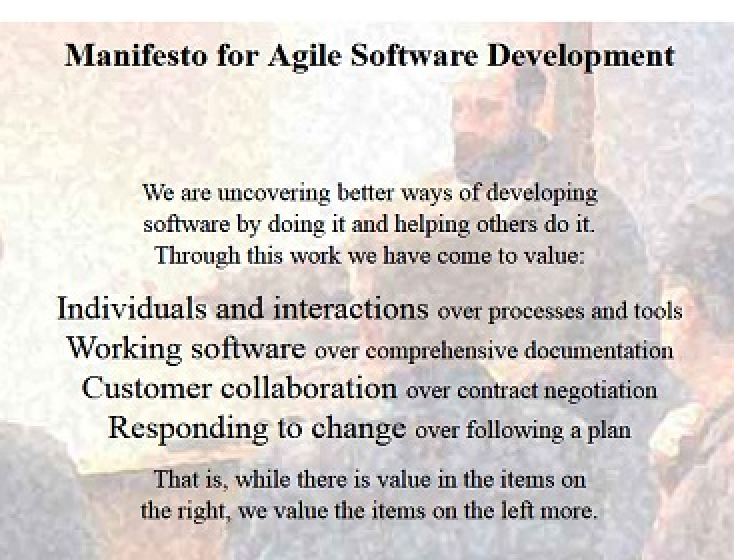 Manifesto for Agile Software Development
We are uncovering better ways of developing
software by doing it and helping others do it.
Through this work we have come to value:
Individuals and interactions over processes and tools
Working software over comprehensive documentation
Customer collaboration over contract negotiation
Responding to change over following a plan
That is, while there is value in the items on
the right, we value the items on the left more.